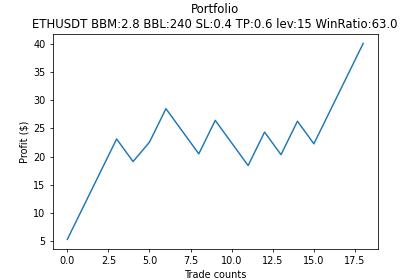 Portfolio
ETHUSDT BBM:2.8 BBL:240 SL:0.4 TP:0.6 lev:15 WinRatio:63.0
40
35
30
25
20
15
10
5
Profit ($)
0.0 2.5 5.0 7.5 10.0 12.5 15.0 17.5
Trade counts